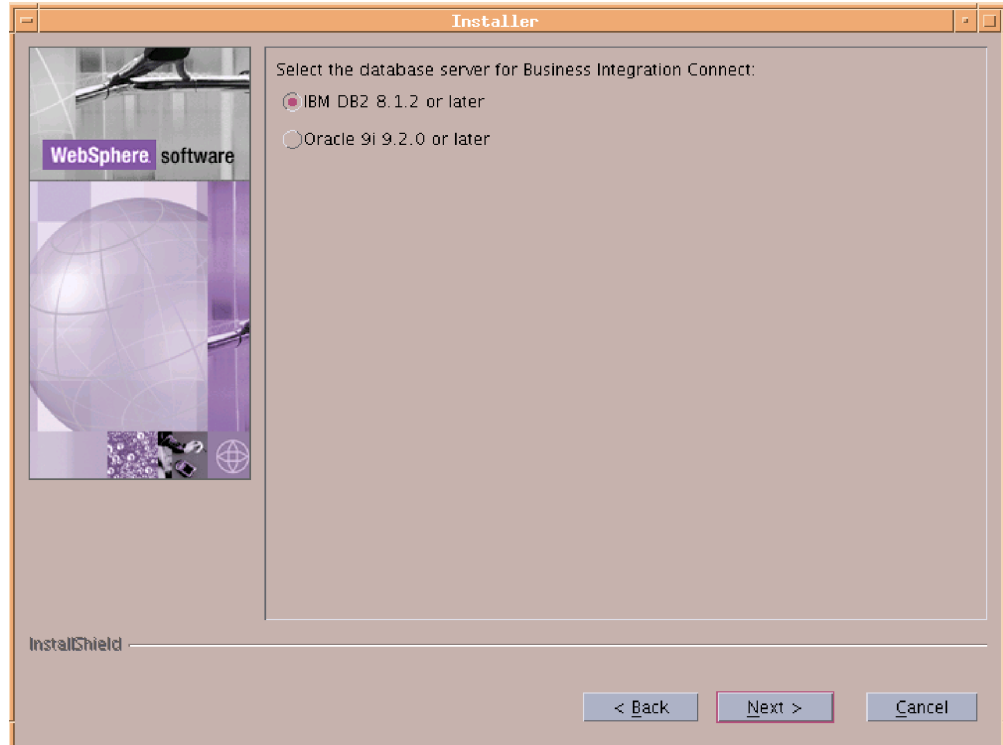 Installer
WebSphere software
Select the database server for Business Integration Connect:
IBM DB2 8.1.2 or later
Oracle 9i 9.2.0 or later
InstallShield
< Back
Next >
Cancel